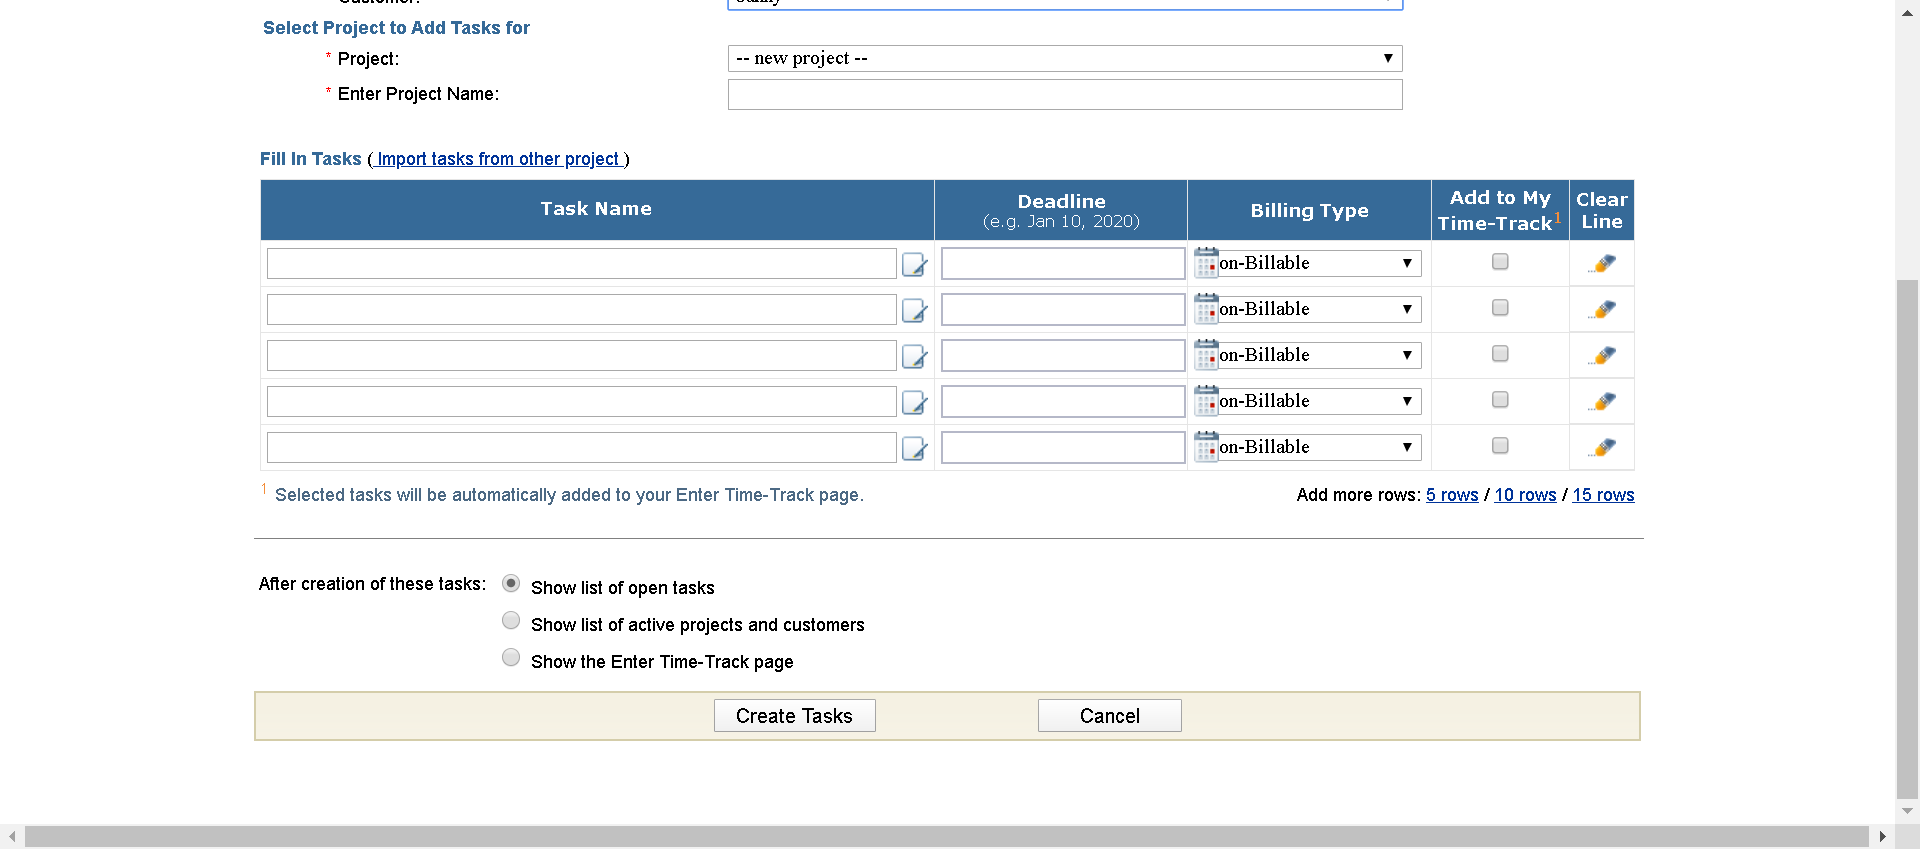 Select Project to Add Tasks for
* Project:
-- new project --
* Enter Project Name:
Fill In Tasks ( Import tasks from other project )
Task Name
Deadline
(e.g. Jan 10, 2020)
Billing Type
Add to My
Time-Track1
Clear
Line
on-Billable
on-Billable
on-Billable
on-Billable
on-Billable
1 Selected tasks will be automatically added to your Enter Time-Track page.
Add more rows: 5 rows / 10 rows / 15 rows
After creation of these tasks:
Show list of open tasks
Show list of active projects and customers
Show the Enter Time-Track page
Create Tasks
Cancel